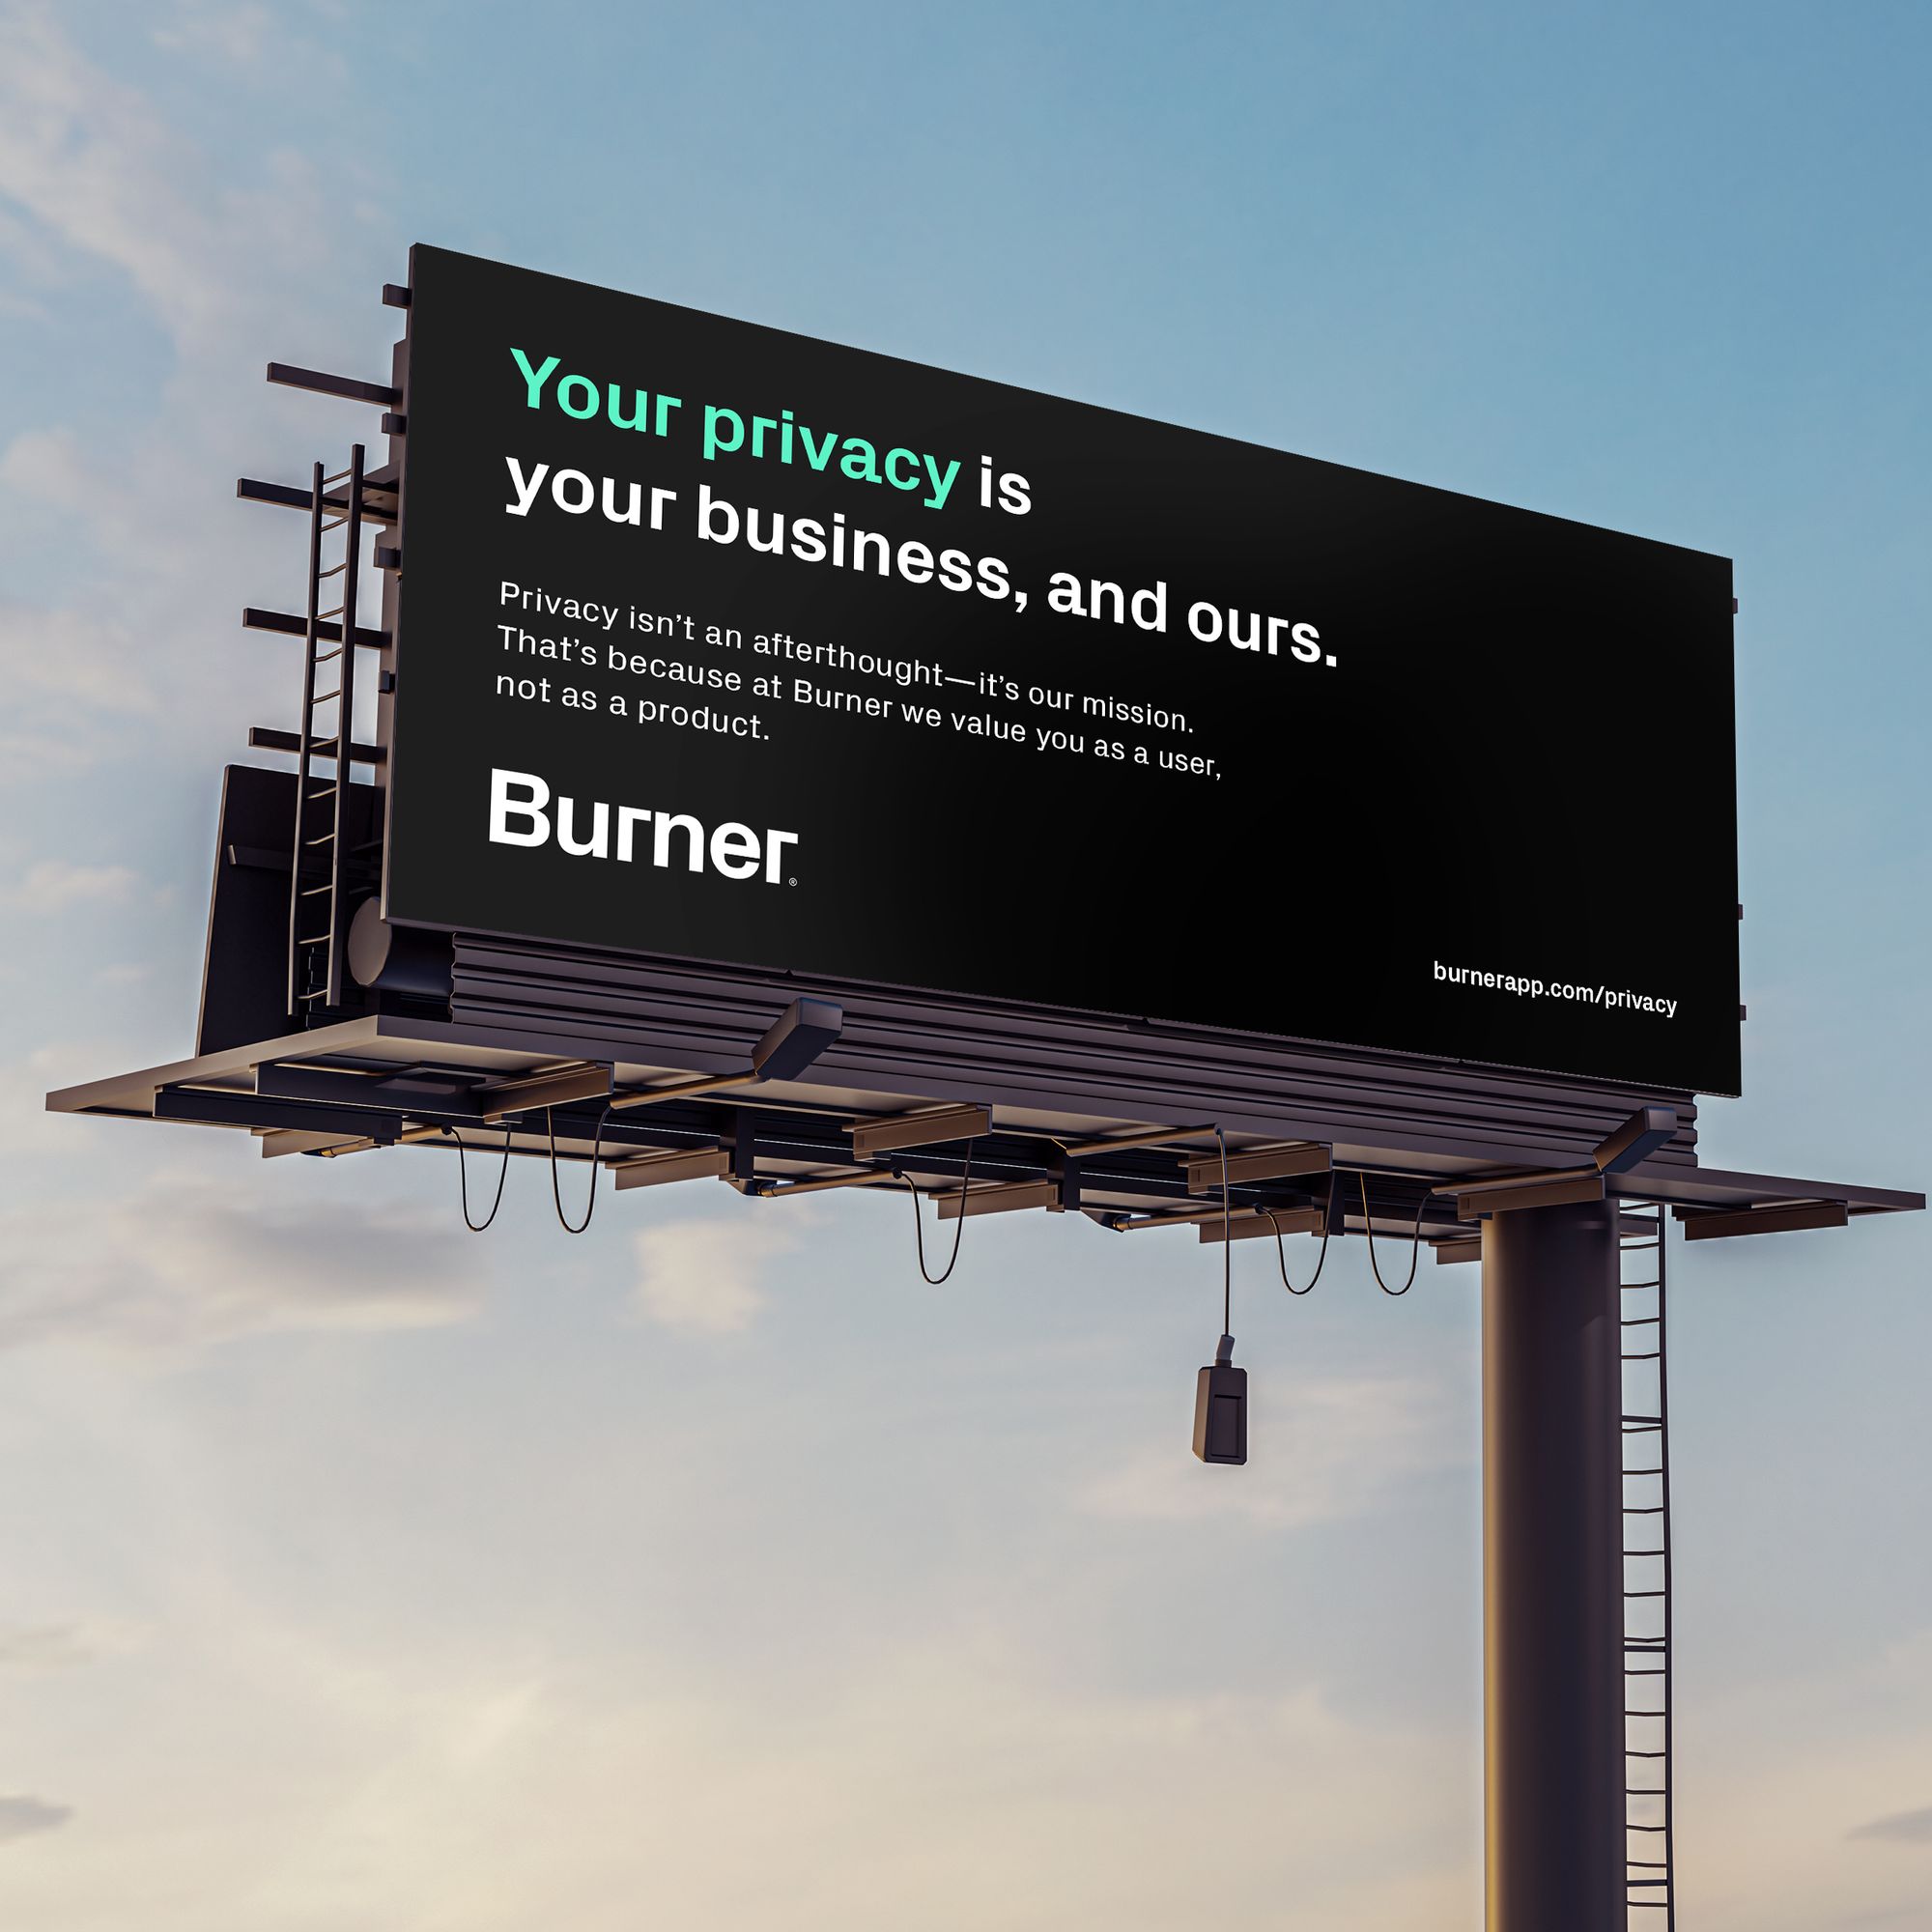 Your privacy is
your business, and ours.
Privacy isn’t an afterthought—it’s our mission.
That’s because at Burner we value you as a user,
not as a product.
Burner®
burnerapp.com/privacy